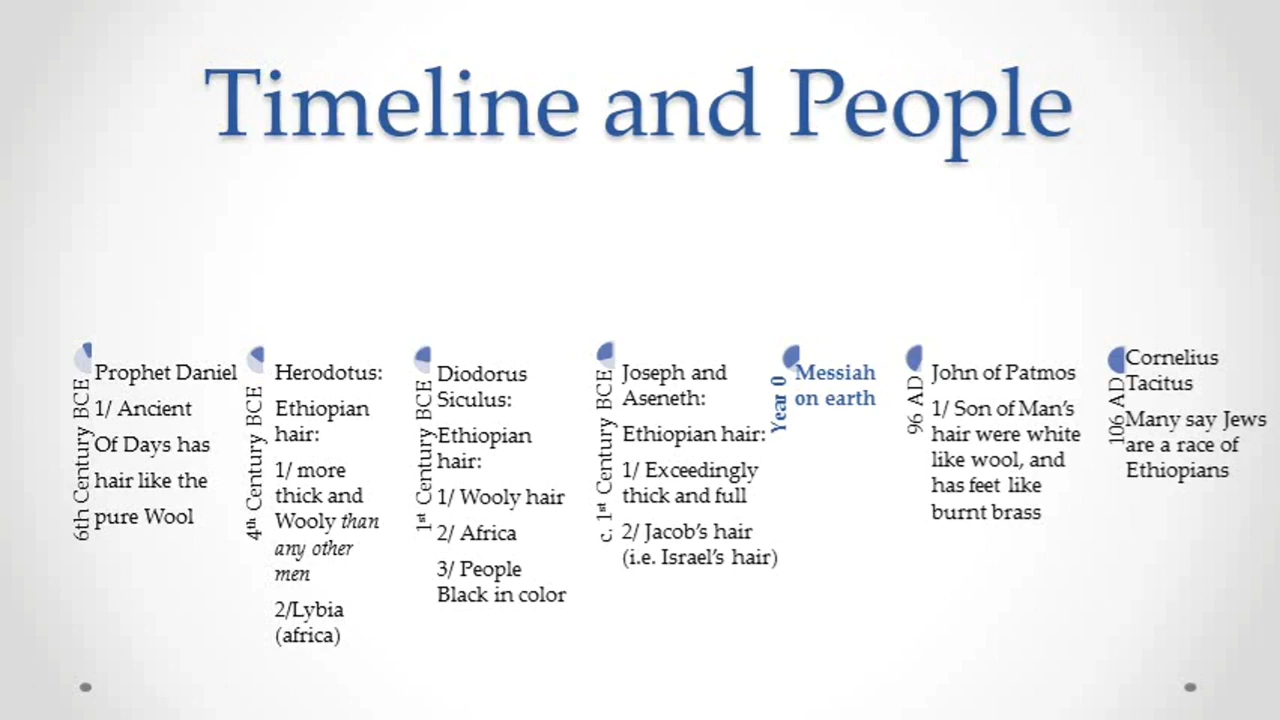 Timeline and People
6th Century BCE
Prophet Daniel
1/ Ancient
Of Days has
hair like the
pure Wool
4th Century BCE
Herodotus:
Ethiopian
hair:
1/ more
thick and
Wooly than
any other
men
2/Lybia
(africa)
1st Century BCE
Diodorus
Siculus:
Ethiopian
hair:
1/ Wooly hair
2/ Africa
3/ People
Black in color
c. 1st Century BCE
Joseph and
Aseneth:
Ethiopian hair:
1/ Exceedingly
thick and full
2/ Jacob's hair
(i.e. Israel's hair)
Year 0
Messiah
on earth
96 AD
John of Patmos
1/ Son of Man's
hair were white
like wool, and
has feet like
burnt brass
106 AD
Cornelius
Tacitus
Many say Jews
are a race of
Ethiopians